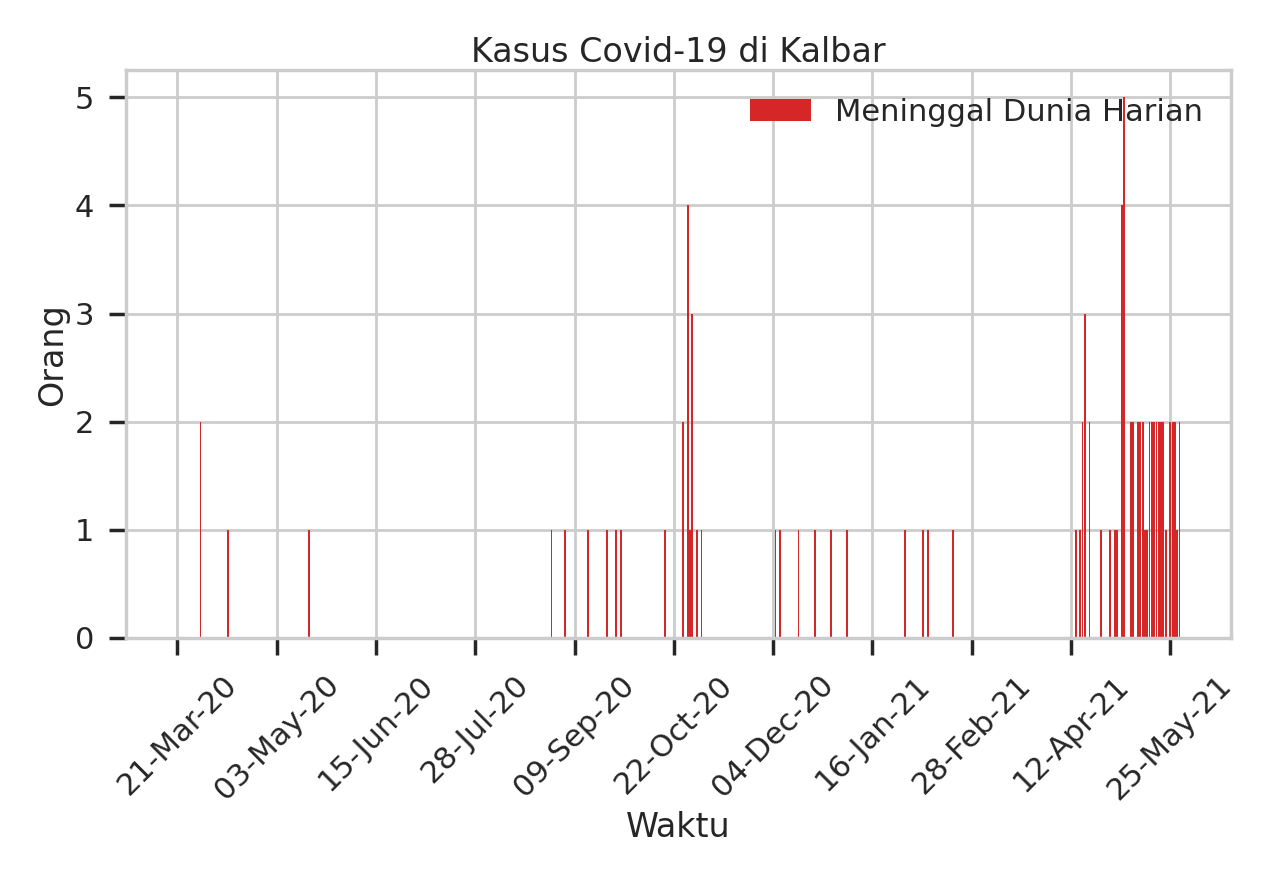 Kasus Covid-19 di Kalbar
Meninggal Dunia Harian
Orang
5
4
3
2
1
0
21-Mar-20
03-May-20
15-Jun-20
28-Jul-20
09-Sep-20
22-Oct-20
04-Dec-20
16-Jan-21
28-Feb-21
12-Apr-21
25-May-21
Waktu